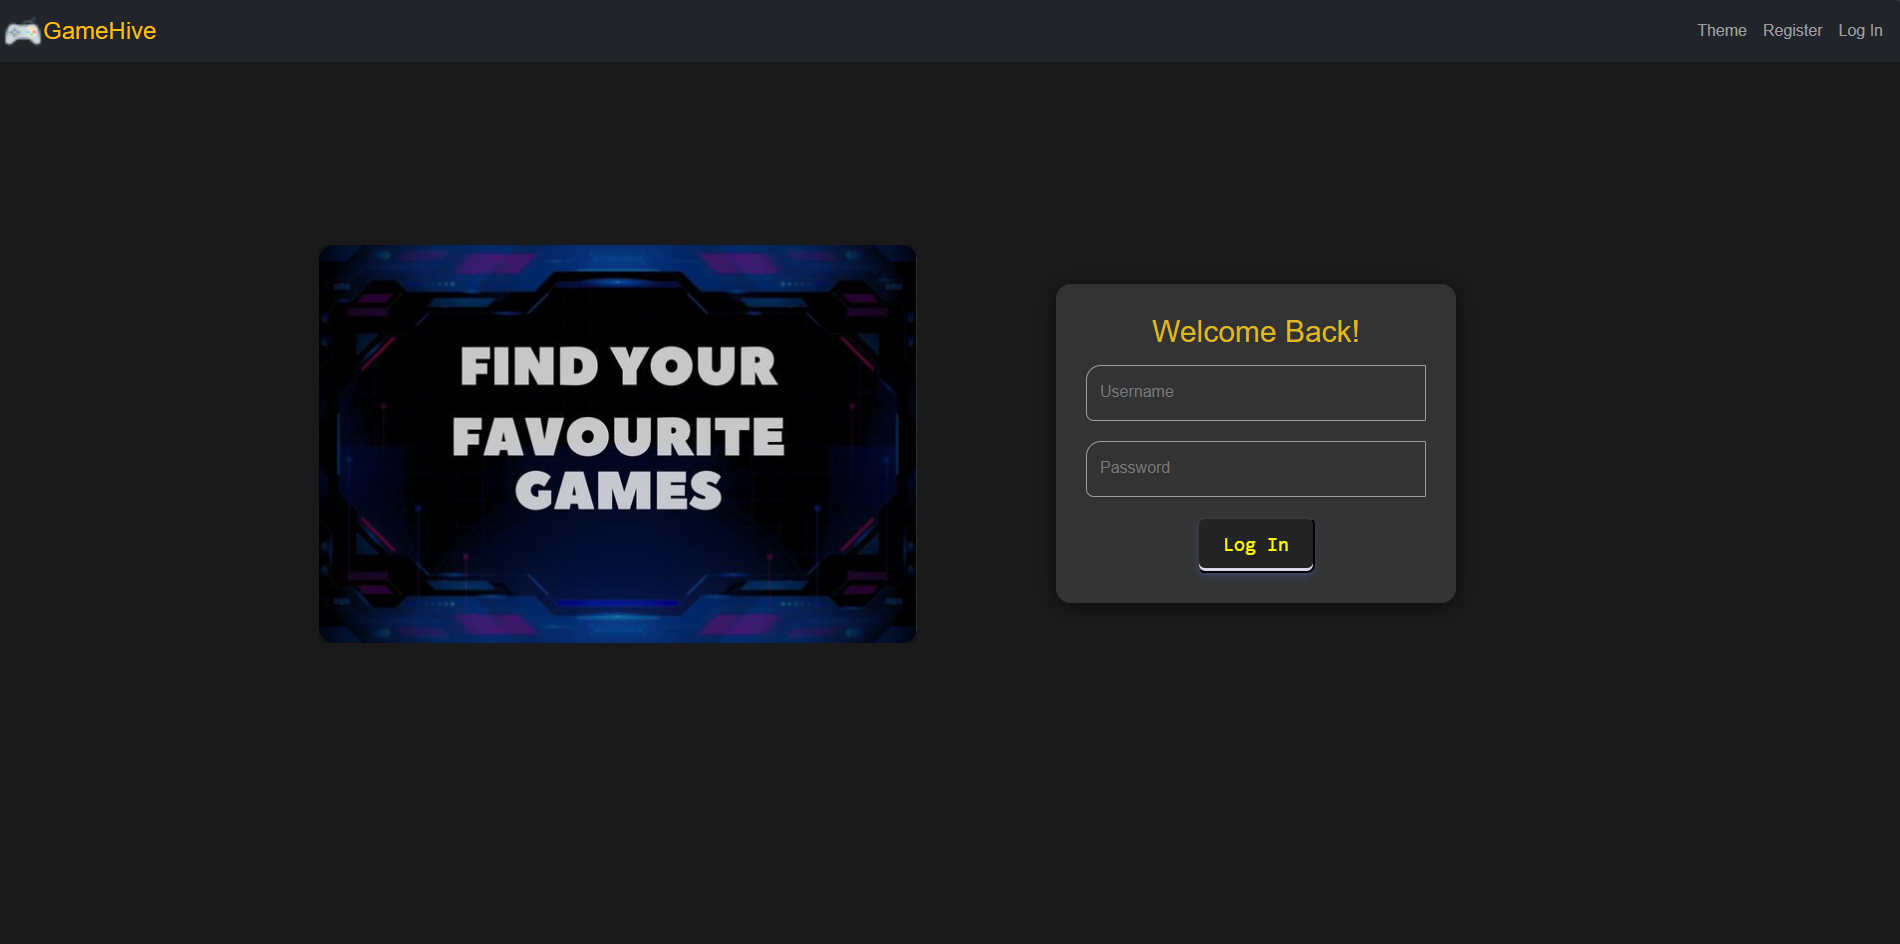 GameHive
Theme Register Log In
FIND YOUR
FAVOURITE
GAMES
Welcome Back!
Username
Password
Log In